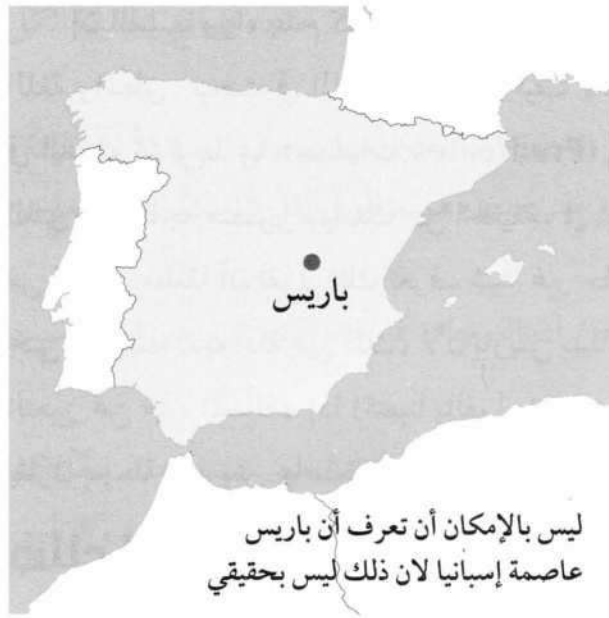 باريس
ليس بالإمكان أن تعرف أن باريس
عاصمة إسبانيا لان ذلك ليس بحقيقي